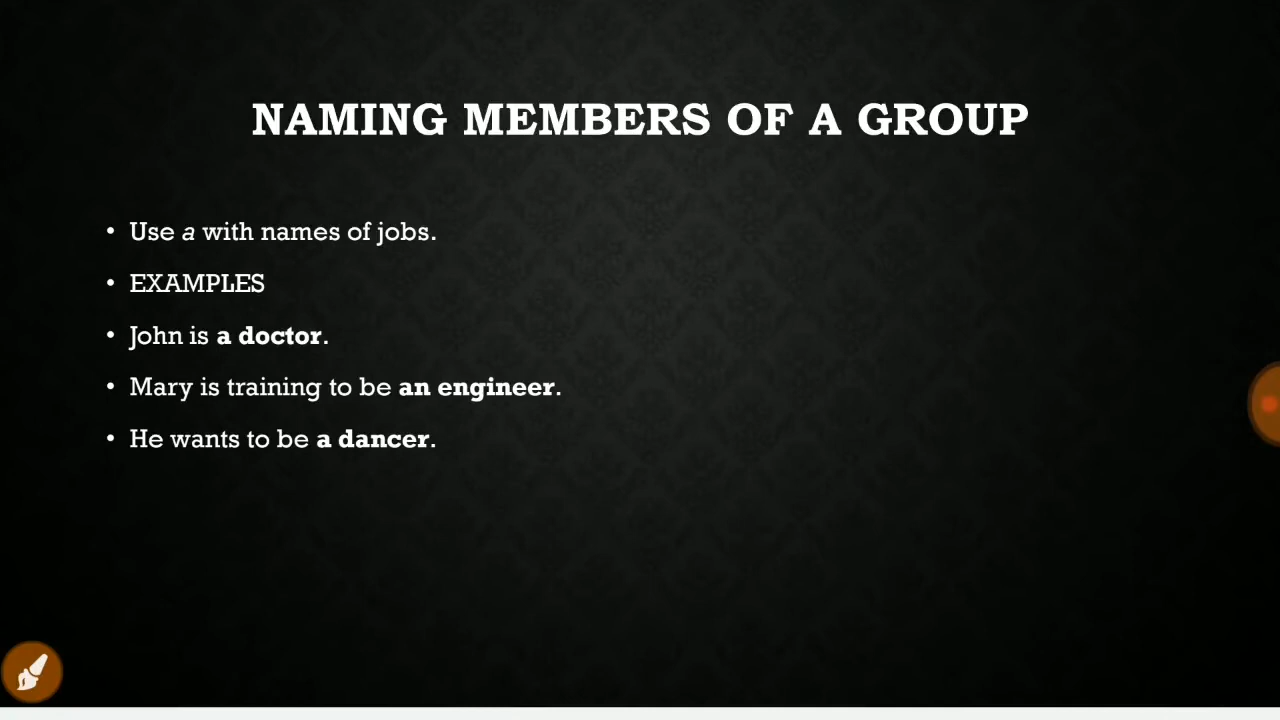 NAMING MEMBERS OF A GROUP
• Use a with names of jobs.
• EXAMPLES
• John is a doctor.
• Mary is training to be an engineer.
• He wants to be a dancer.